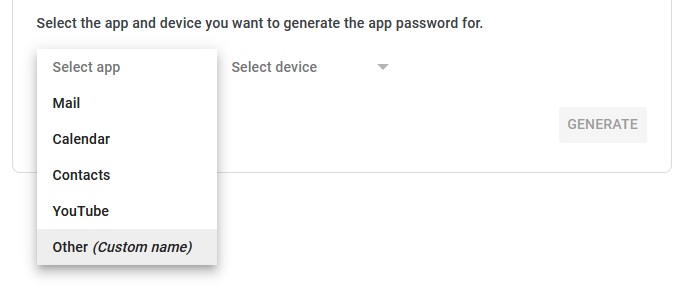 Select the app and device you want to generate the app password for.
Select app
Select device
Mail
Calendar
Contacts
YouTube
Other (Custom name)
GENERATE